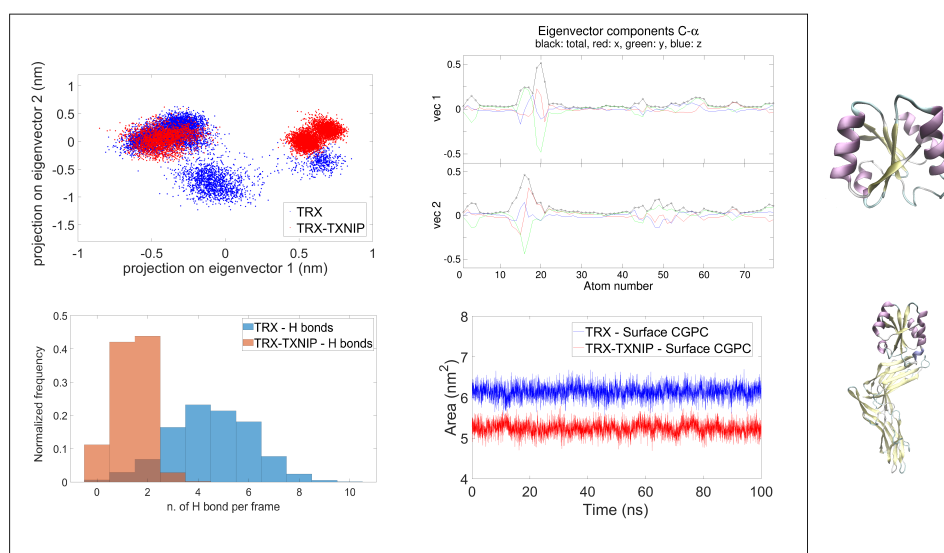 projection on eigenvector 2 (nm)
1
0.5
0
-0.5
-1
-1.5
-1
-0.5
0
0.5
1
projection on eigenvector 1 (nm)
TRX
TRX-TXNIP
Eigenvector components C-α
black: total, red: x, green: y, blue: z
vec 1
0.5
0
-0.5
vec 2
0.5
0
-0.5
0
10
20
30
40
50
60
70
Atom number
Normalized frequency
0.5
0.4
0.3
0.2
0.1
0
0
2
4
6
8
10
n. of H bond per frame
TRX - H bonds
TRX-TXNIP - H bonds
Area (nm2)
8
7
6
5
4
0
20
40
60
80
100
Time (ns)
TRX - Surface CGPC
TRX-TXNIP - Surface CGPC